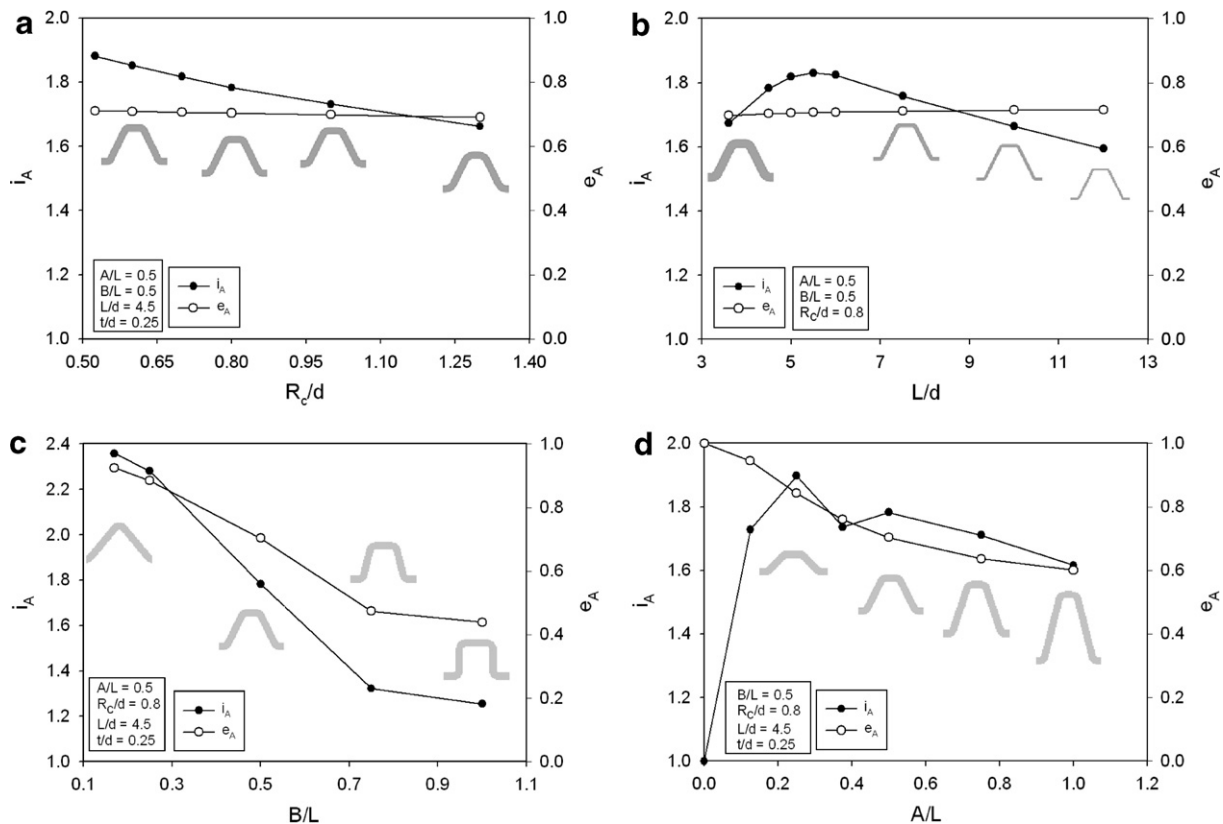 a
2.0
1.8
1.6
1.4
1.2
1.0
i_A
1.0
0.8
0.6
0.4
0.2
0.0
e_A
A/L = 0.5
B/L = 0.5
L/d = 4.5
t/d = 0.25
i_A
e_A
0.50 0.65 0.80 0.95 1.10 1.25 1.40
R_c/d
b
2.0
1.8
1.6
1.4
1.2
1.0
i_A
1.0
0.8
0.6
0.4
0.2
0.0
e_A
i_A
e_A
A/L = 0.5
B/L = 0.5
R_C/d = 0.8
3 5 7 9 11 13
L/d
c
2.4
2.2
2.0
1.8
1.6
1.4
1.2
1.0
i_A
1.0
0.8
0.6
0.4
0.2
0.0
e_A
A/L = 0.5
R_C/d = 0.8
L/d = 4.5
t/d = 0.25
i_A
e_A
0.1 0.3 0.5 0.7 0.9 1.1
B/L
d
2.0
1.8
1.6
1.4
1.2
1.0
i_A
1.0
0.8
0.6
0.4
0.2
0.0
e_A
B/L = 0.5
R_C/d = 0.8
L/d = 4.5
t/d = 0.25
i_A
e_A
0.0 0.2 0.4 0.6 0.8 1.0 1.2
A/L